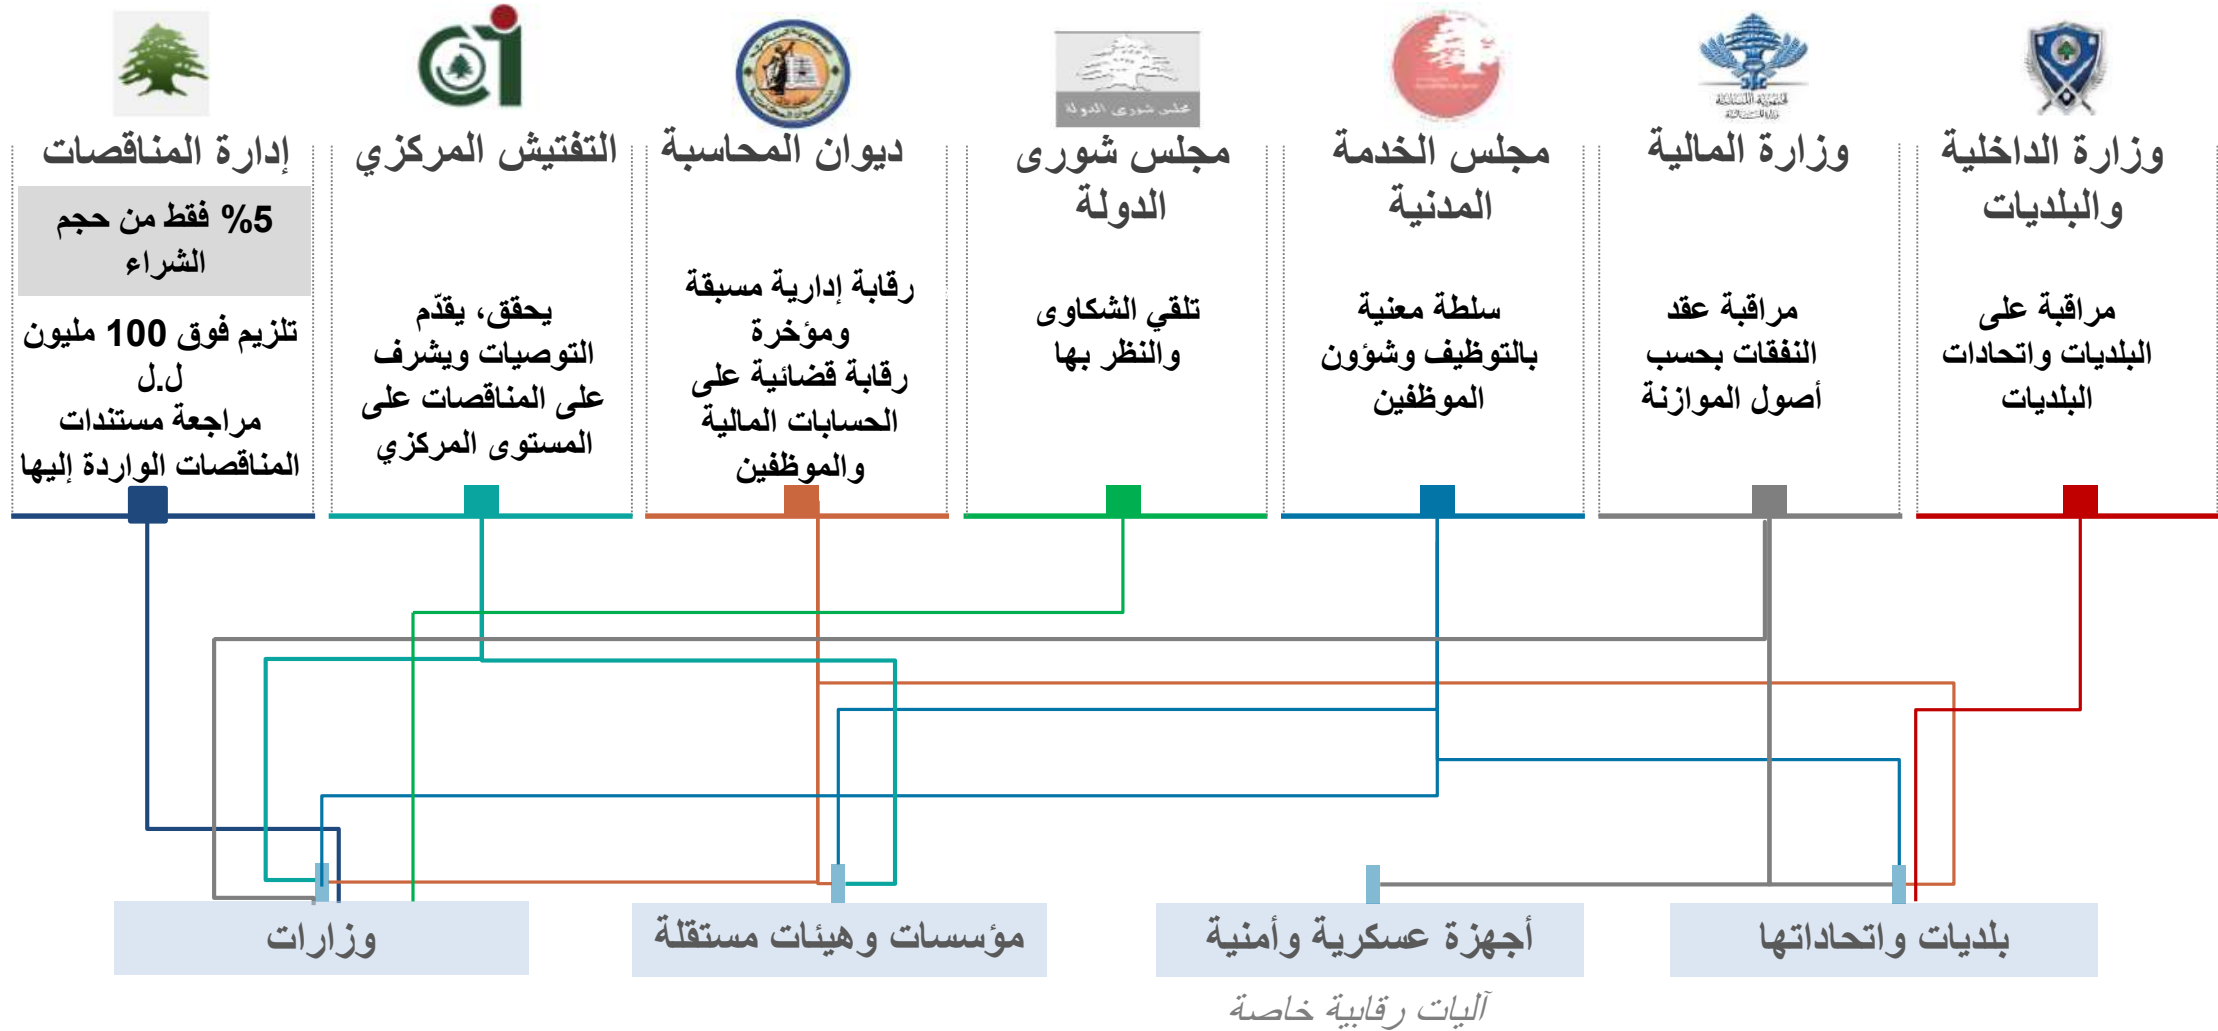 وزارة الداخلية
والبلديات
مراقبة على
البلديات واتحادات
البلديات
وزارة المالية
مراقبة عقد
النفقات بحسب
أصول الموازنة
مجلس الخدمة
المدنية
سلطة معنية
بالتوظيف وشؤون
الموظفين
مجلس شورى الدولة
مجلس شورى
الدولة
تلقي الشكاوى
والنظر بها
ديوان المحاسبة
رقابة إدارية مسبقة
ومؤخرة
رقابة قضائية على
الحسابات المالية
والموظفين
التفتيش المركزي
يحقق، يقدّم
التوصيات ويشرف
على المناقصات على
المستوى المركزي
إدارة المناقصات
5% فقط من حجم
الشراء
تلزيم فوق 100 مليون
ل.ل
مراجعة مستندات
المناقصات الواردة إليها
بلديات واتحاداتها
أجهزة عسكرية وأمنية
آليات رقابية خاصة
مؤسسات وهيئات مستقلة
وزارات